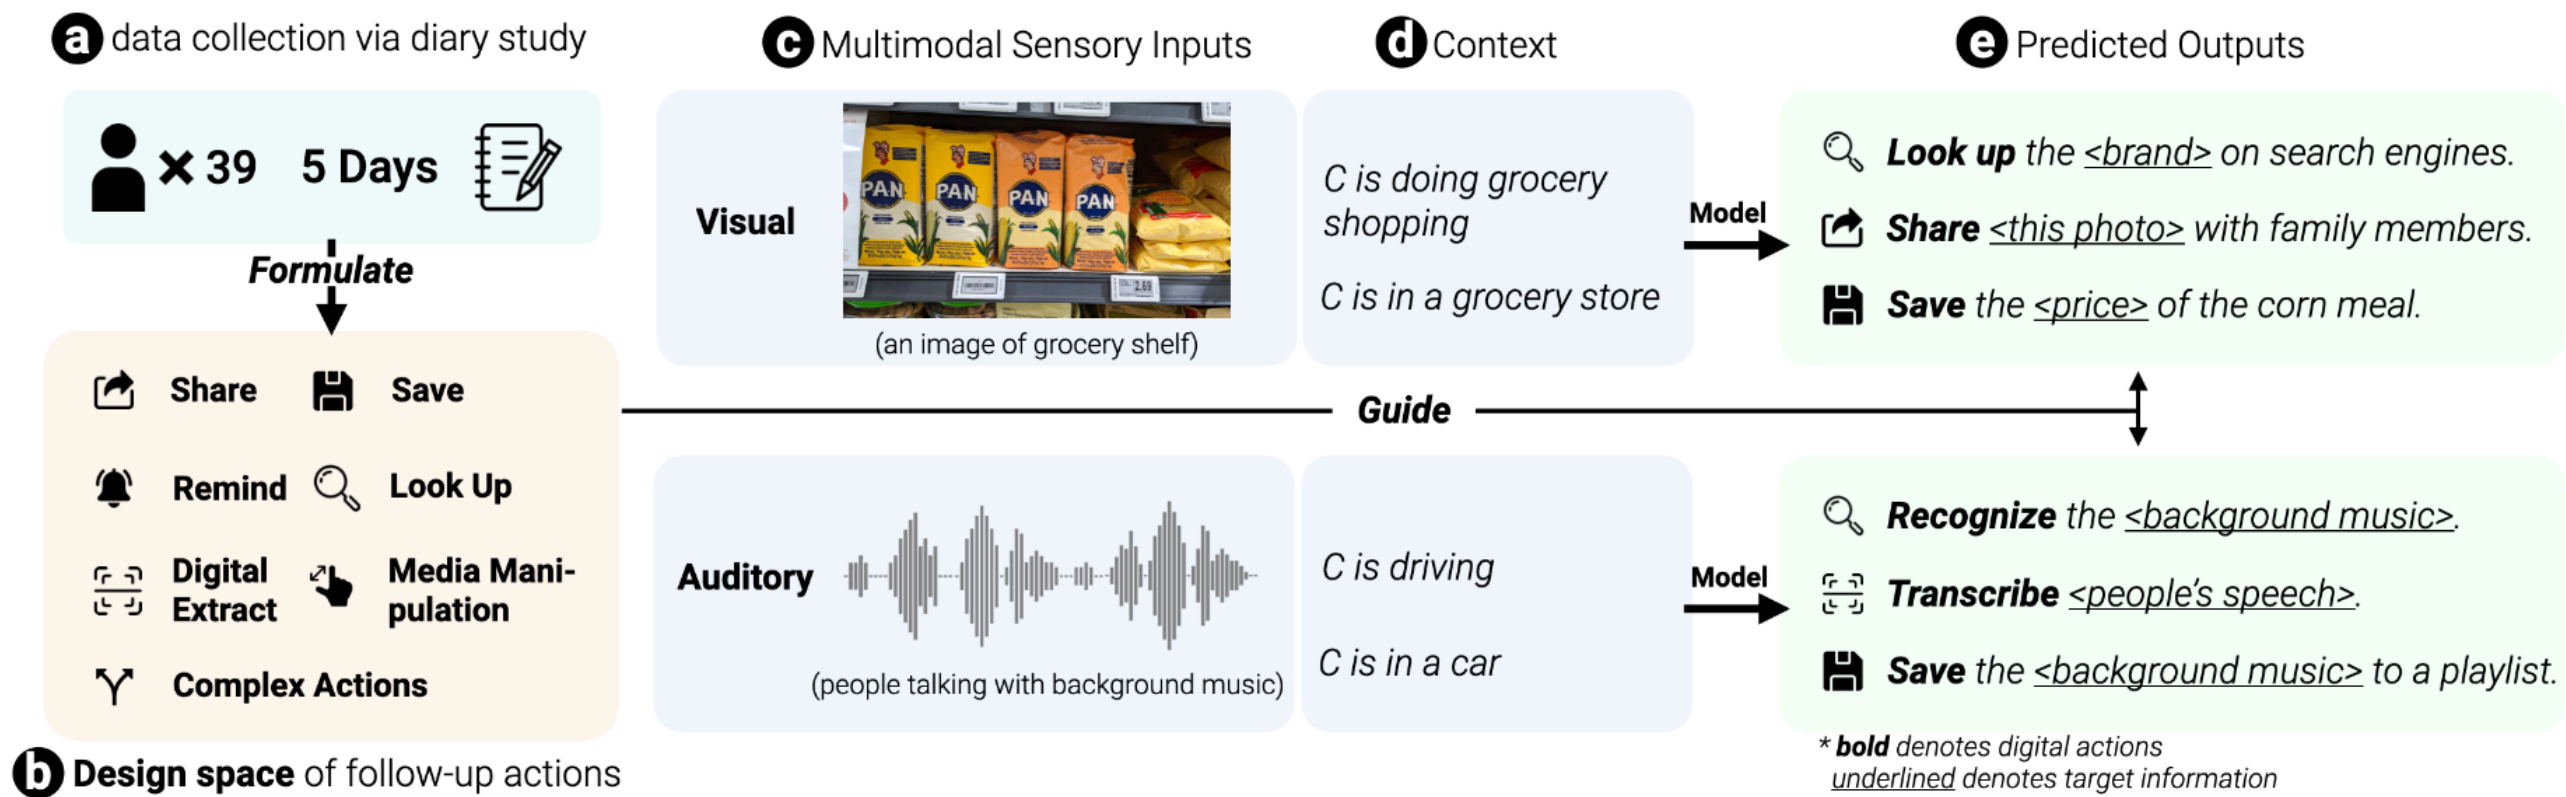 a data collection via diary study
× 39 5 Days
Formulate
Share
Save
Remind
Look Up
Digital
Extract
Media Mani-
pulation
Complex Actions
b Design space of follow-up actions
c Multimodal Sensory Inputs
d Context
e Predicted Outputs
Visual
PAN
PAN
PAN
PAN
2.69
(an image of grocery shelf)
C is doing grocery
shopping
C is in a grocery store
Model
Look up the <brand> on search engines.
Share <this photo> with family members.
Save the <price> of the corn meal.
Guide
Auditory
(people talking with background music)
C is driving
C is in a car
Model
Recognize the <background music>.
Transcribe <people’s speech>.
Save the <background music> to a playlist.
* bold denotes digital actions
underlined denotes target information